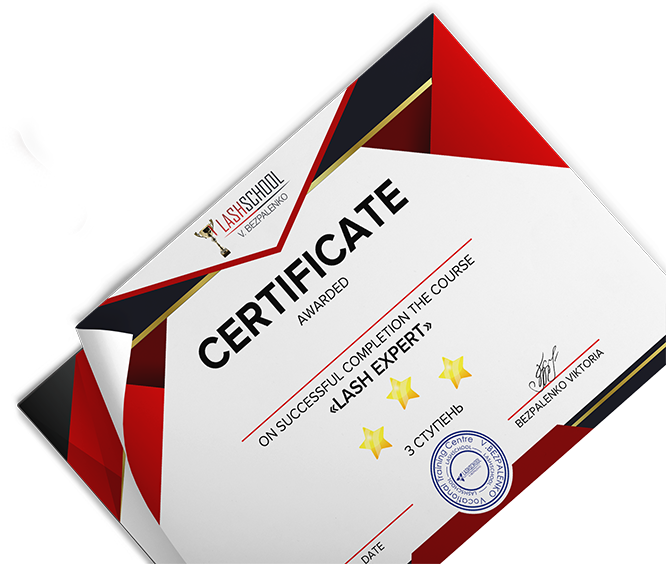 LASHSCHOOL
V. BEZPALENKO
CERTIFICATE
AWARDED
ON SUCCESSFUL COMPLETION THE COURSE
«LASH EXPERT»
3 СТУПЕНЬ
BEZPALENKO VIKTORIA
Vocational Training Centre V.BEZPALENKO
LASHSCHOOL LASHSCHOOL
DATE